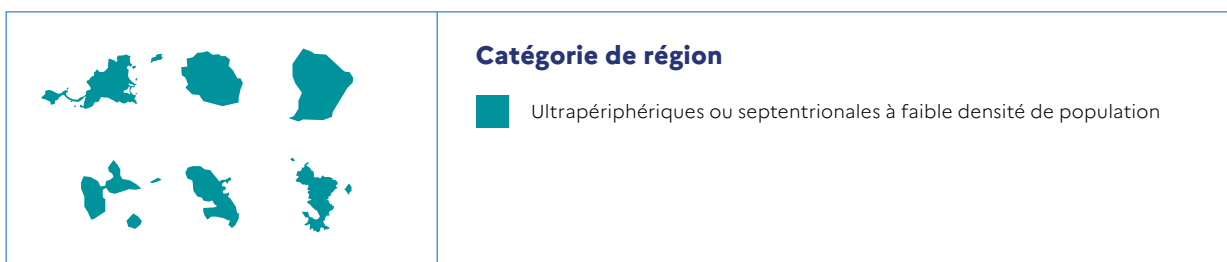 Catégorie de région
Ultrapériphériques ou septentrionales à faible densité de population